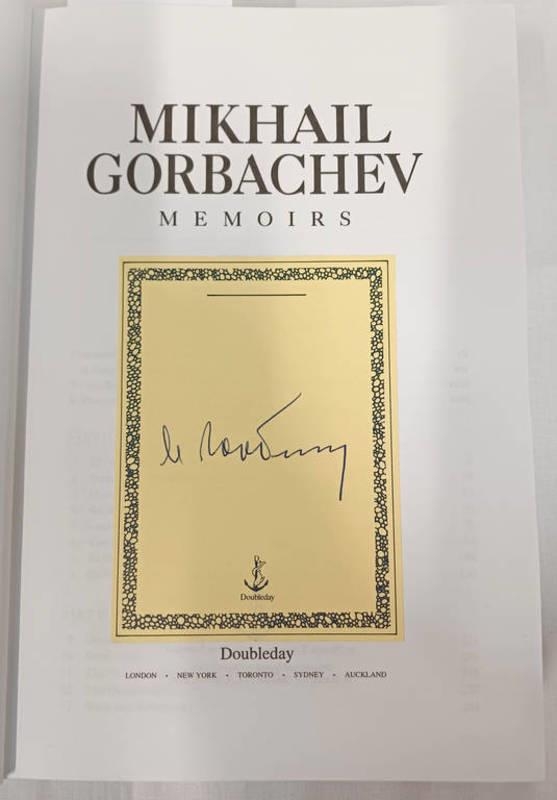 MIKHAIL
GORBACHEV
MEMOIRS
Doubleday
Doubleday
LONDON • NEW YORK • TORONTO • SYDNEY • AUCKLAND